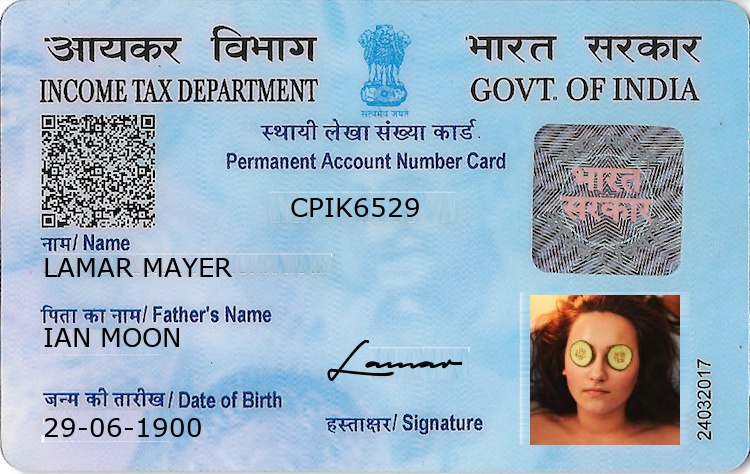 आयकर विभाग
INCOME TAX DEPARTMENT
सत्यमेव जयते
भारत सरकार
GOVT. OF INDIA
स्थायी लेखा संख्या कार्ड
Permanent Account Number Card
CPIK6529
भारत
सरकार
नाम/ Name
LAMAR MAYER
पिता का नाम/ Father's Name
IAN MOON
Lamar
जन्म की तारीख/ Date of Birth
29-06-1900
हस्ताक्षर/ Signature
24032017